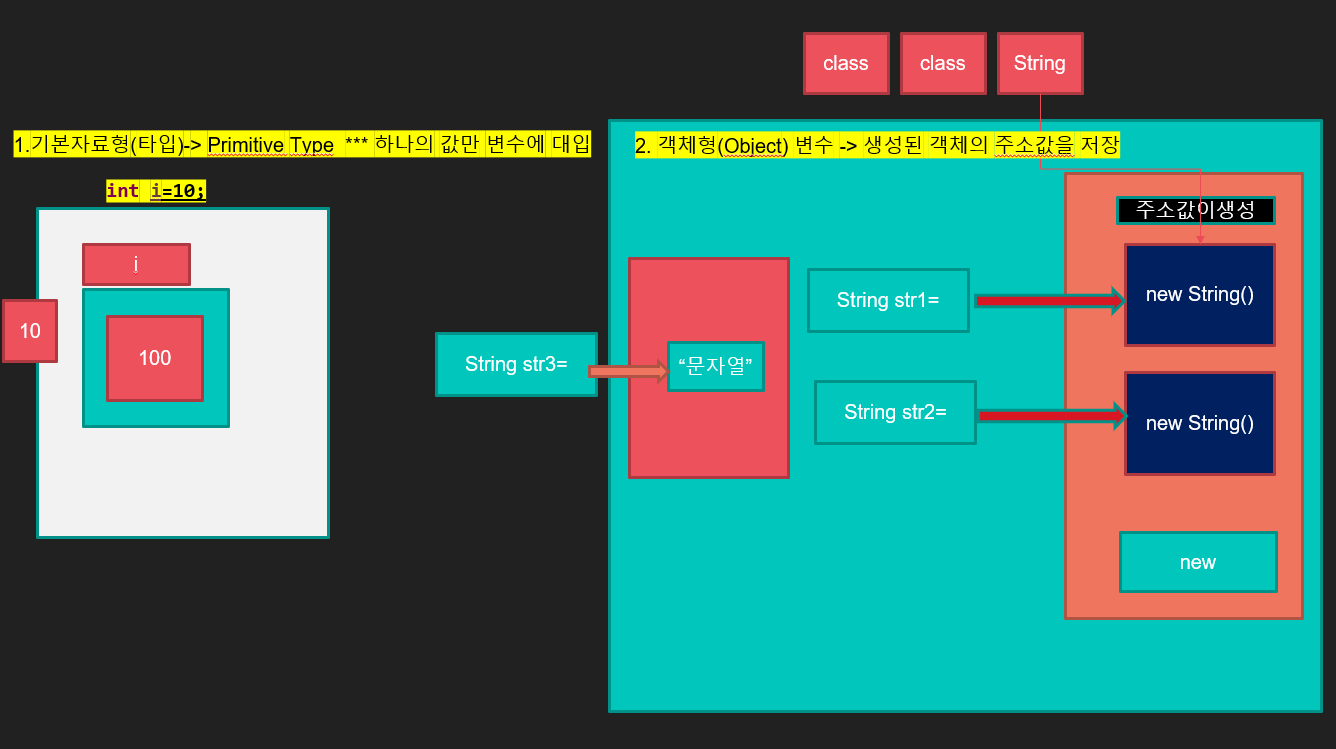 class
class
String
1.기본자료형(타입)-> Primitive Type *** 하나의 값만 변수에 대입
2. 객체형(Object) 변수 -> 생성된 객체의 주소값을 저장
int i=10;
주소값이생성
i
10
100
String str3=
“문자열”
String str1=
new String()
String str2=
new String()
new